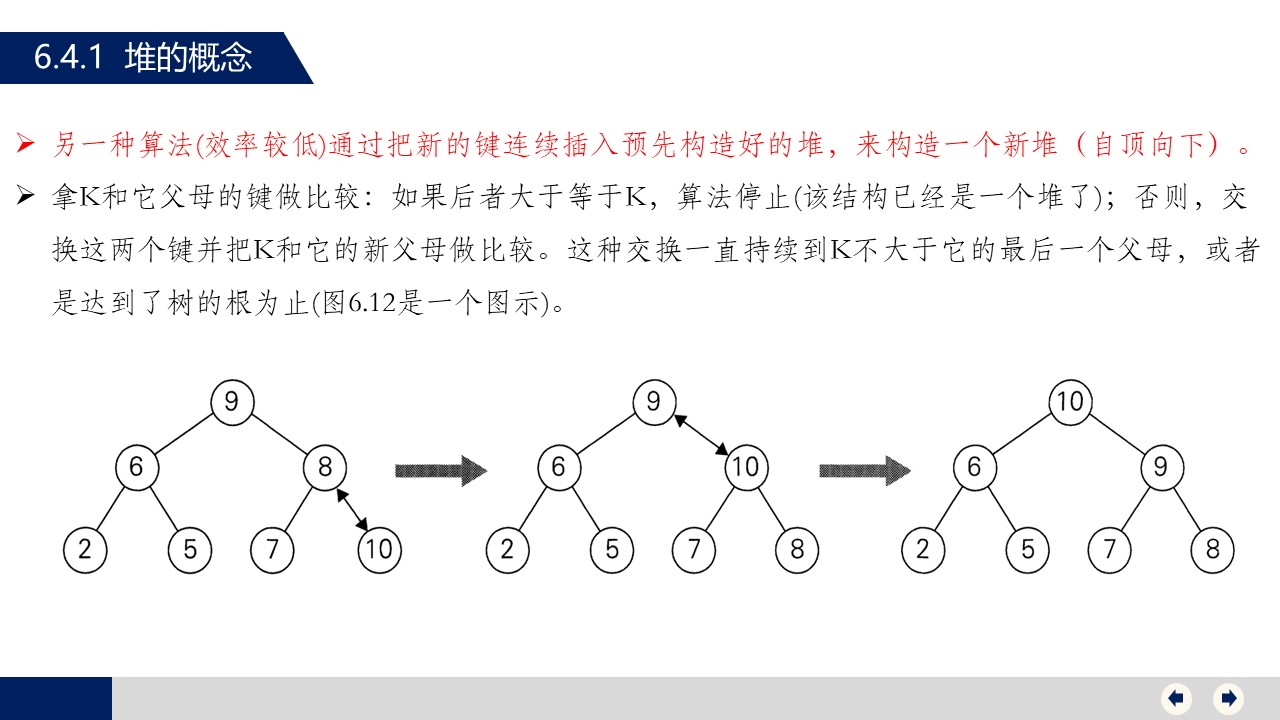 6.4.1 堆的概念
另一种算法(效率较低)通过把新的键连续插入预先构造好的堆，来构造一个新堆（自顶向下）。
拿K和它父母的键做比较：如果后者大于等于K，算法停止(该结构已经是一个堆了)；否则，交
换这两个键并把K和它的新父母做比较。这种交换一直持续到K不大于它的最后一个父母，或者
是达到了树的根为止(图6.12是一个图示)。
9 9 10
6 8 6 10 6 9
2 5 7 10 2 5 7 8 2 5 7 8